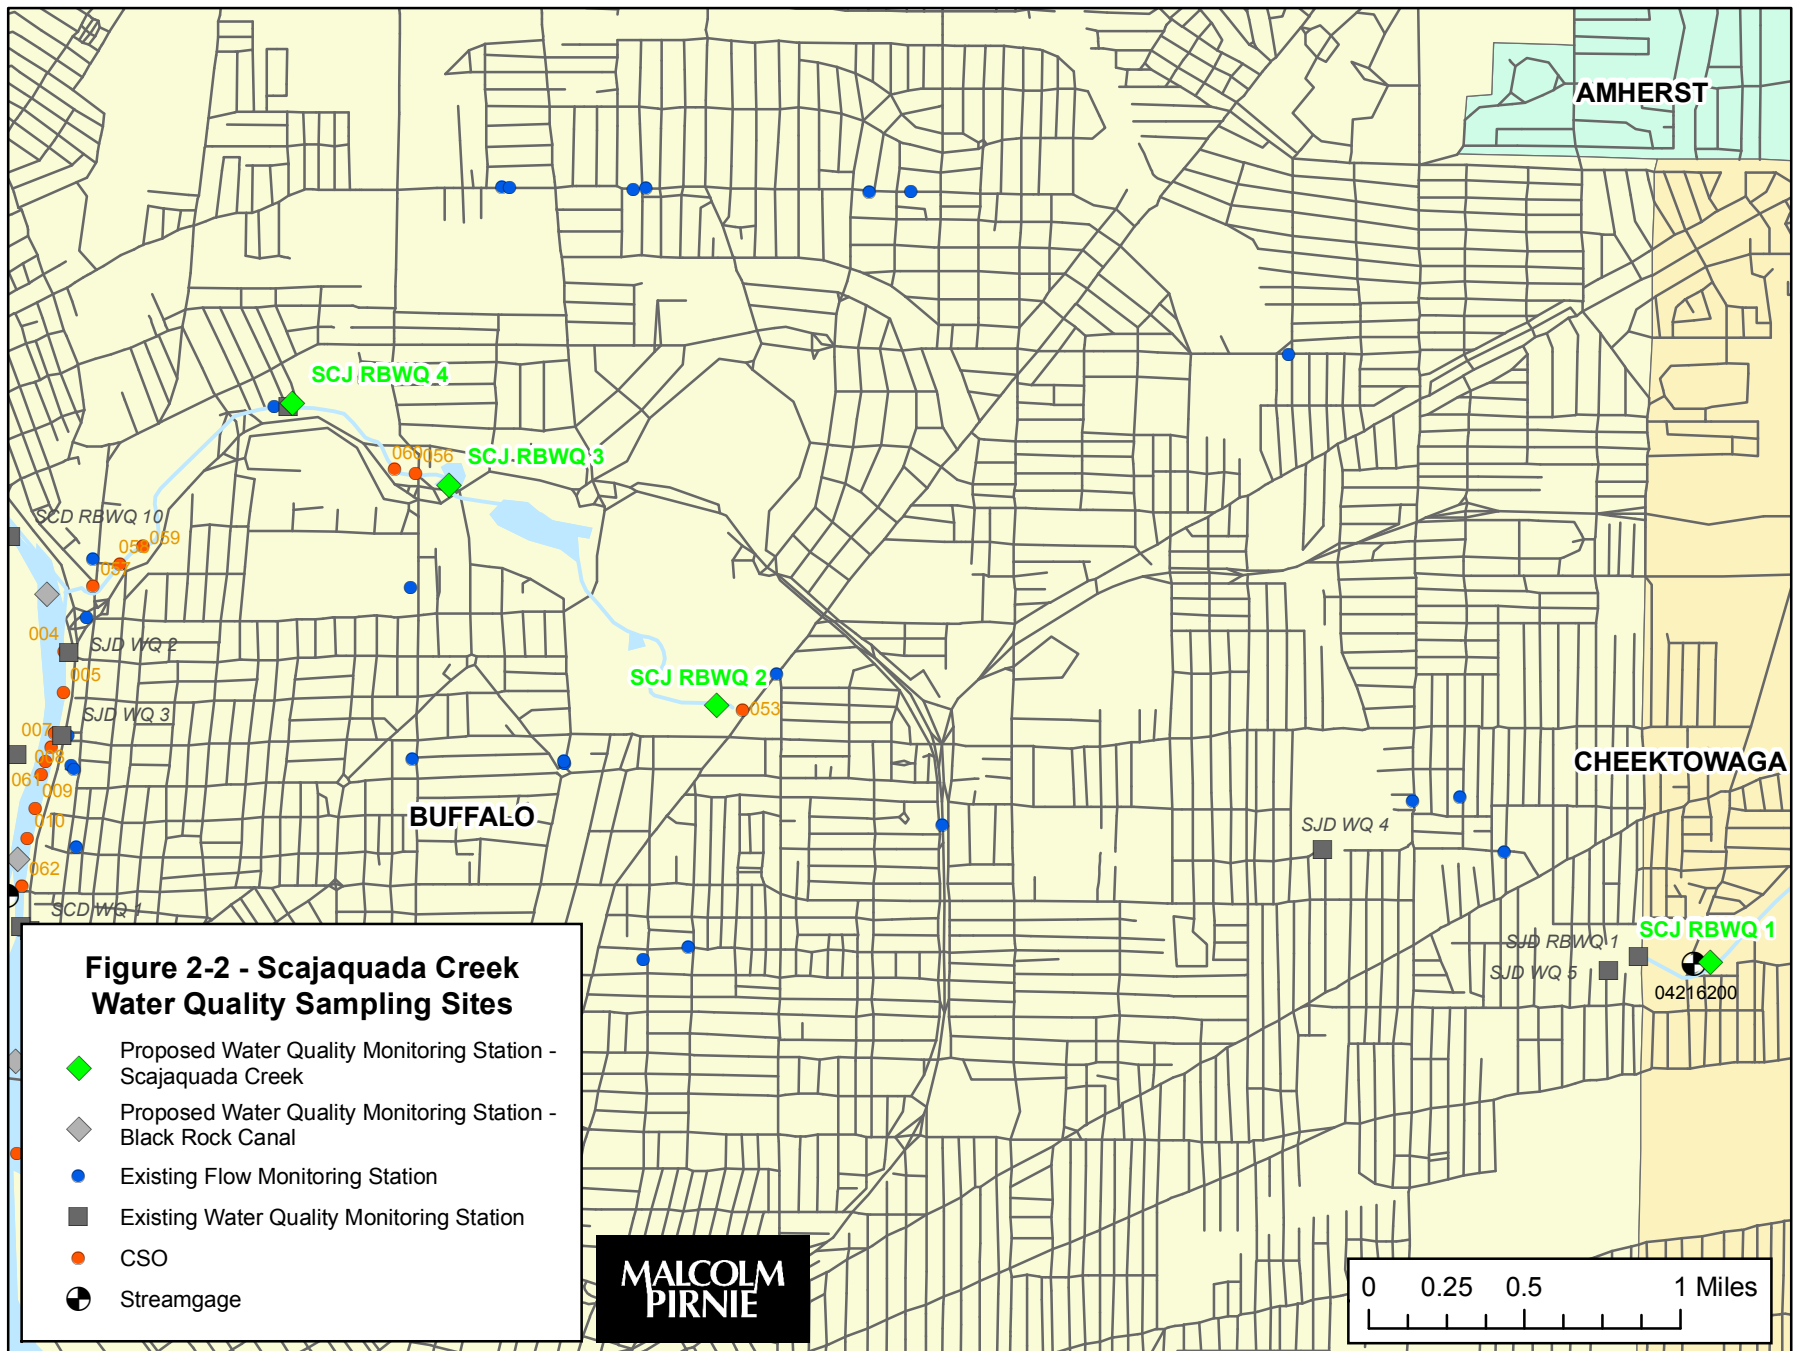 AMHERST
SCJ RBWQ 4
060
056
SCJ RBWQ 3
SCD RBWQ 10
059
058
057
004
SJD WQ 2
005
SCJ RBWQ 2
053
SJD WQ 3
007
008
061
009
010
CHEEKTOWAGA
BUFFALO
SJD WQ 4
062
SCD WQ 1
SCJ RBWQ 1
SJD RBWQ 1
SJD WQ 5
04216200
Figure 2-2 - Scajaquada Creek
Water Quality Sampling Sites
Proposed Water Quality Monitoring Station -
Scajaquada Creek
Proposed Water Quality Monitoring Station -
Black Rock Canal
Existing Flow Monitoring Station
Existing Water Quality Monitoring Station
CSO
Streamgage
MALCOLM
PIRNIE
0 0.25 0.5 1 Miles